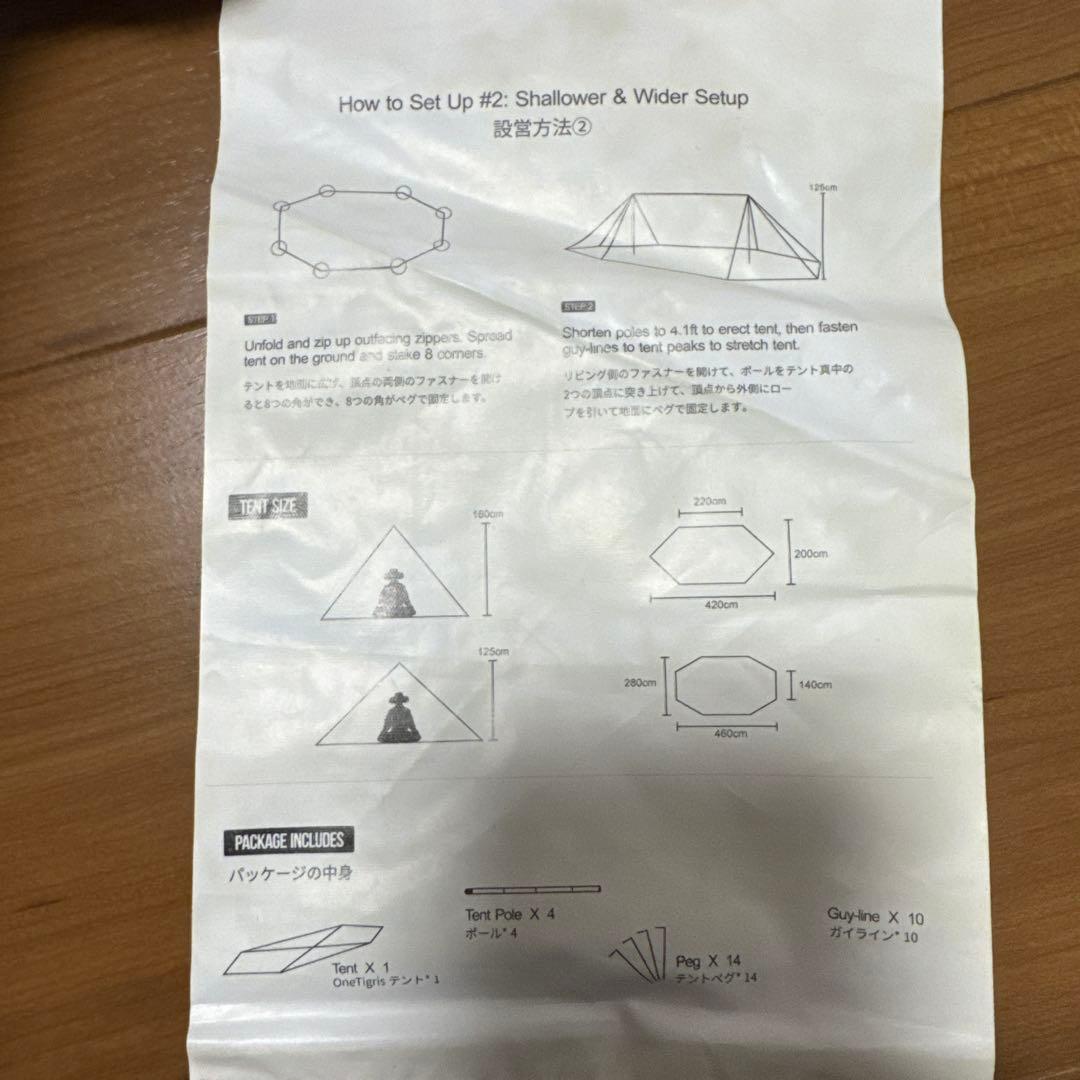 How to Set Up #2: Shallower & Wider Setup
設営方法②
125cm
STEP 1
Unfold and zip up outfacing zippers. Spread
tent on the ground and stake 8 corners.
テントを地面に広げ、頂点の両側のファスナーを開け
ると8つの角ができ、8つの角がペグで固定します。
STEP 2
Shorten poles to 4.1ft to erect tent, then fasten
guy-lines to tent peaks to stretch tent.
リビング側のファスナーを開けて、ポールをテント真中の
2つの頂点に突き上げて、頂点から外側にロー
プを引いて地面にペグで固定します。
TENT SIZE
160cm
220cm
200cm
420cm
125cm
280cm
140cm
460cm
PACKAGE INCLUDES
パッケージの中身
Tent X 1
OneTigris テント* 1
Tent Pole X 4
ポール* 4
Peg X 14
テントペグ* 14
Guy-line X 10
ガイライン* 10